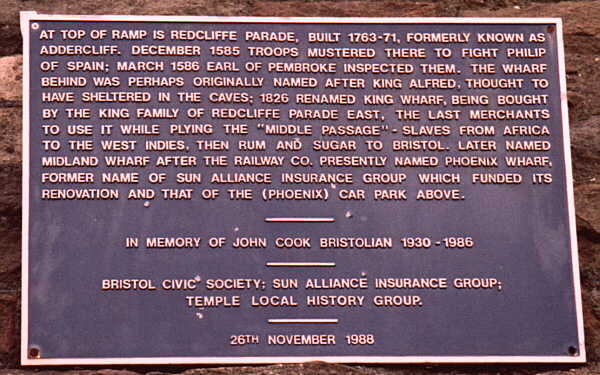 AT TOP OF RAMP IS REDCLIFFE PARADE, BUILT 1763-71, FORMERLY KNOWN AS
ADDERCLIFF. DECEMBER 1585 TROOPS MUSTERED THERE TO FIGHT PHILIP
OF SPAIN; MARCH 1586 EARL OF PEMBROKE INSPECTED THEM. THE WHARF
BEHIND WAS PERHAPS ORIGINALLY NAMED AFTER KING ALFRED, THOUGHT TO
HAVE SHELTERED IN THE CAVES; 1826 RENAMED KING WHARF, BEING BOUGHT
BY THE KING FAMILY OF REDCLIFFE PARADE EAST, THE LAST MERCHANTS
TO USE IT WHILE PLYING THE "MIDDLE PASSAGE" - SLAVES FROM AFRICA
TO THE WEST INDIES, THEN RUM AND SUGAR TO BRISTOL. LATER NAMED
MIDLAND WHARF AFTER THE RAILWAY CO. PRESENTLY NAMED PHOENIX WHARF,
FORMER NAME OF SUN ALLIANCE INSURANCE GROUP WHICH FUNDED ITS
RENOVATION AND THAT OF THE (PHOENIX) CAR PARK ABOVE.
IN MEMORY OF JOHN COOK BRISTOLIAN 1930 - 1986
BRISTOL CIVIC SOCIETY; SUN ALLIANCE INSURANCE GROUP;
TEMPLE LOCAL HISTORY GROUP.
26TH NOVEMBER 1988